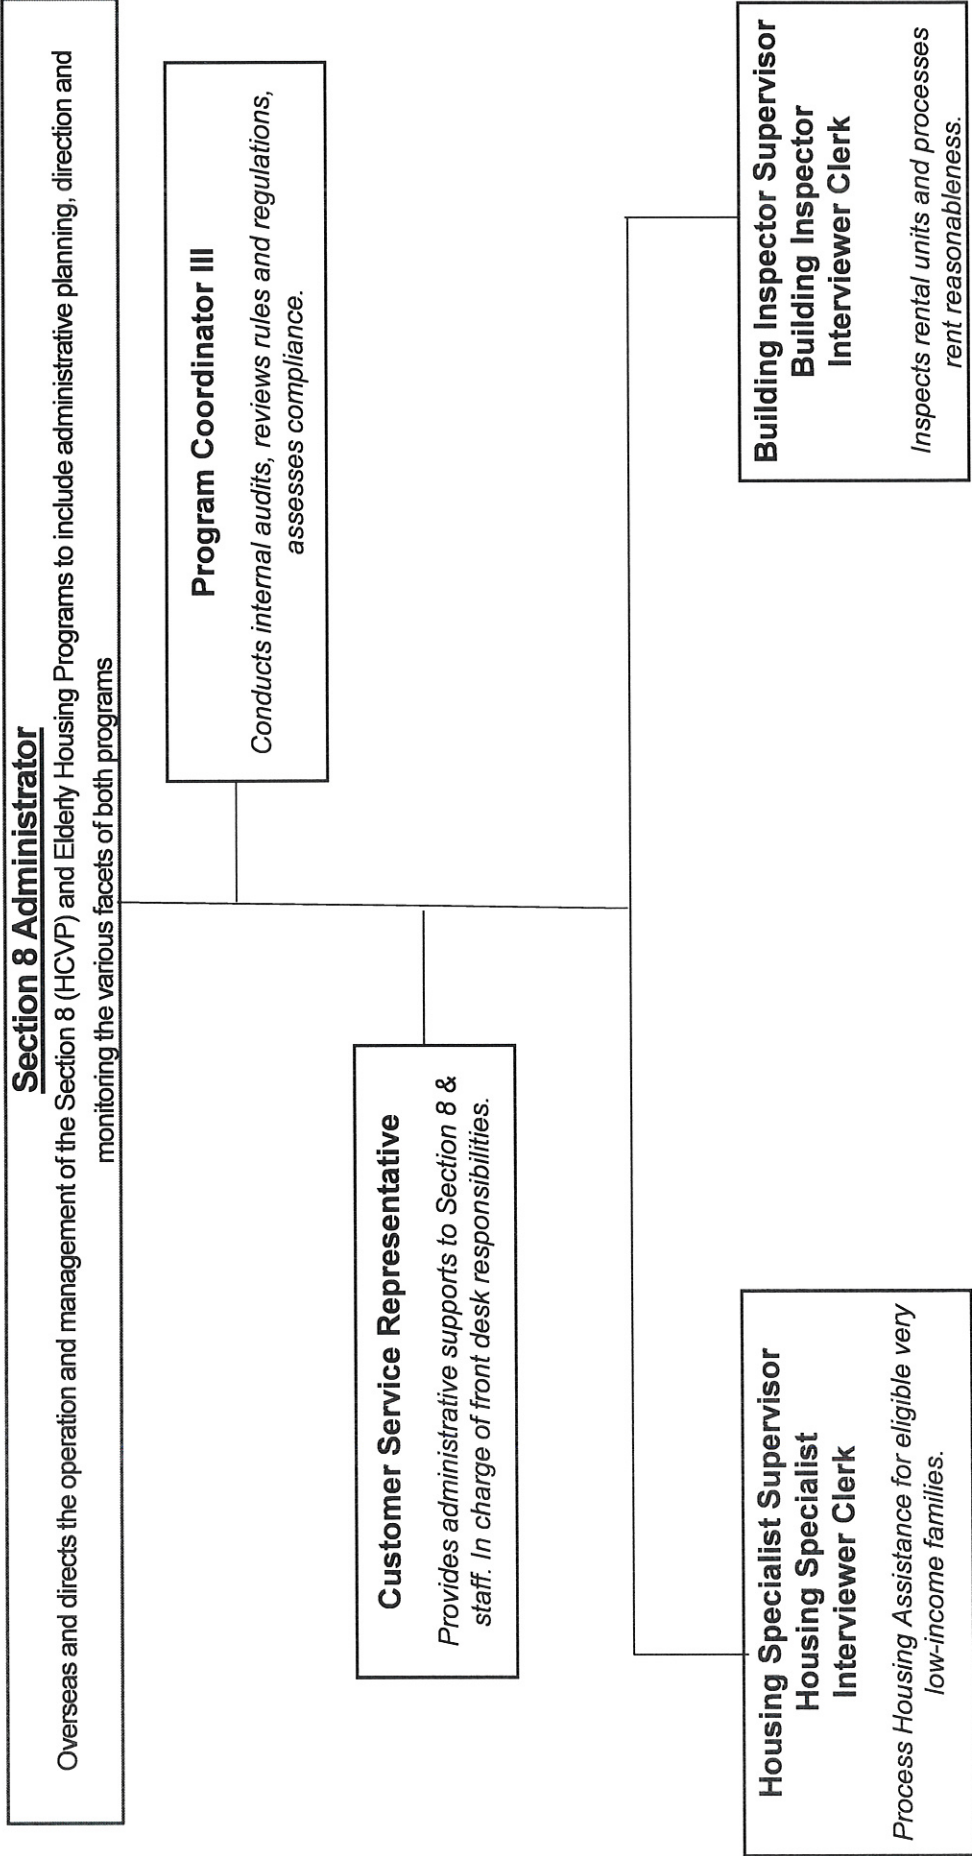 Section 8 Administrator
Overseas and directs the operation and management of the Section 8 (HCVP) and Elderly Housing Programs to include administrative planning, direction and
monitoring the various facets of both programs
Program Coordinator III
Conducts internal audits, reviews rules and regulations,
assesses compliance.
Customer Service Representative
Provides administrative supports to Section 8 &
staff. In charge of front desk responsibilities.
Housing Specialist Supervisor
Housing Specialist
Interviewer Clerk
Process Housing Assistance for eligible very
low-income families.
Building Inspector Supervisor
Building Inspector
Interviewer Clerk
Inspects rental units and processes
rent reasonableness.